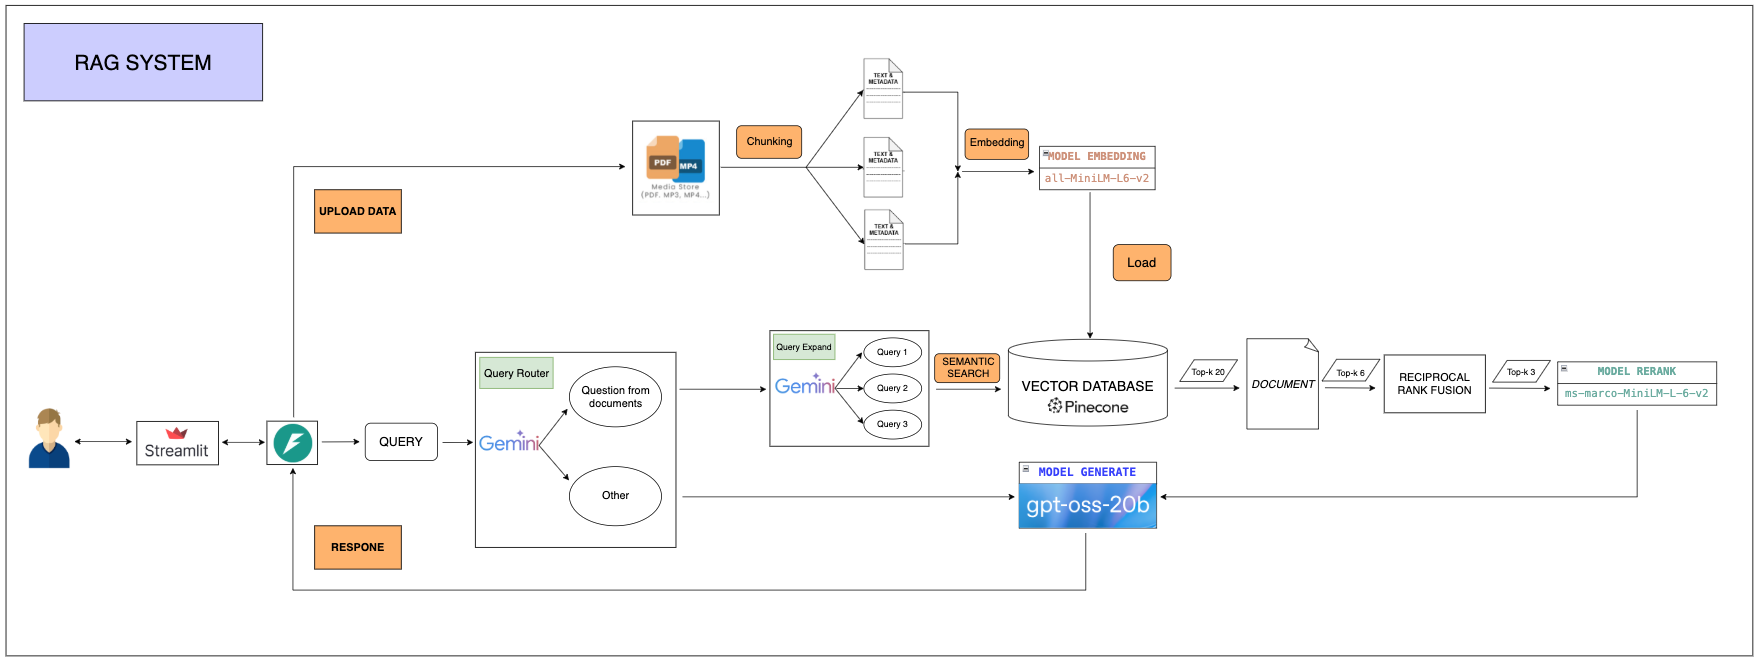 RAG SYSTEM
TEXT &
METADATA
PDF
MP4
Media Store
(PDF. MP3, MP4...)
Chunking
TEXT &
METADATA
Embedding
MODEL EMBEDDING
all-MiniLM-L6-v2
UPLOAD DATA
TEXT &
METADATA
Load
Query Router
Question from
documents
Gemini
Other
Query Expand
Gemini
Query 1
Query 2
Query 3
SEMANTIC
SEARCH
VECTOR DATABASE
Pinecone
Top-k 20
DOCUMENT
Top-k 6
RECIPROCAL
RANK FUSION
Top-k 3
MODEL RERANK
ms-marco-MiniLM-L-6-v2
Streamlit
QUERY
MODEL GENERATE
gpt-oss-20b
RESPONE